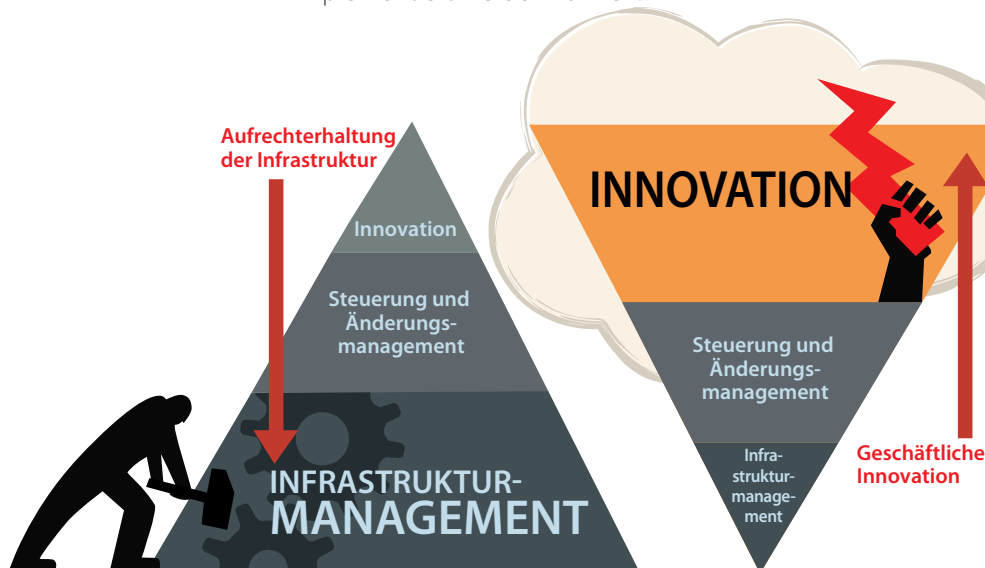 Aufrechterhaltung
der Infrastruktur
Innovation
Steuerung und
Änderungs-
management
INFRASTRUKTUR-
MANAGEMENT
INNOVATION
Steuerung und
Änderungs-
management
Infra-
struktur-
manage-
ment
Geschäftliche
Innovation